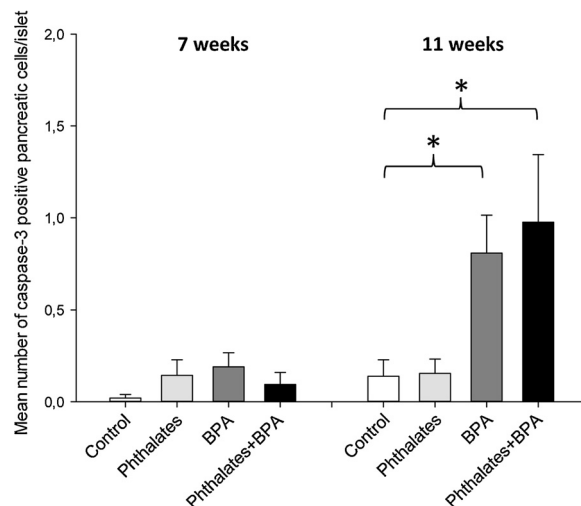 Mean number of caspase-3 positive pancreatic cells/islet
2,0
1,5
1,0
0,5
0,0
7 weeks
11 weeks
*
*
Control
Phthalates
BPA
Phthalates+BPA
Control
Phthalates
BPA
Phthalates+BPA